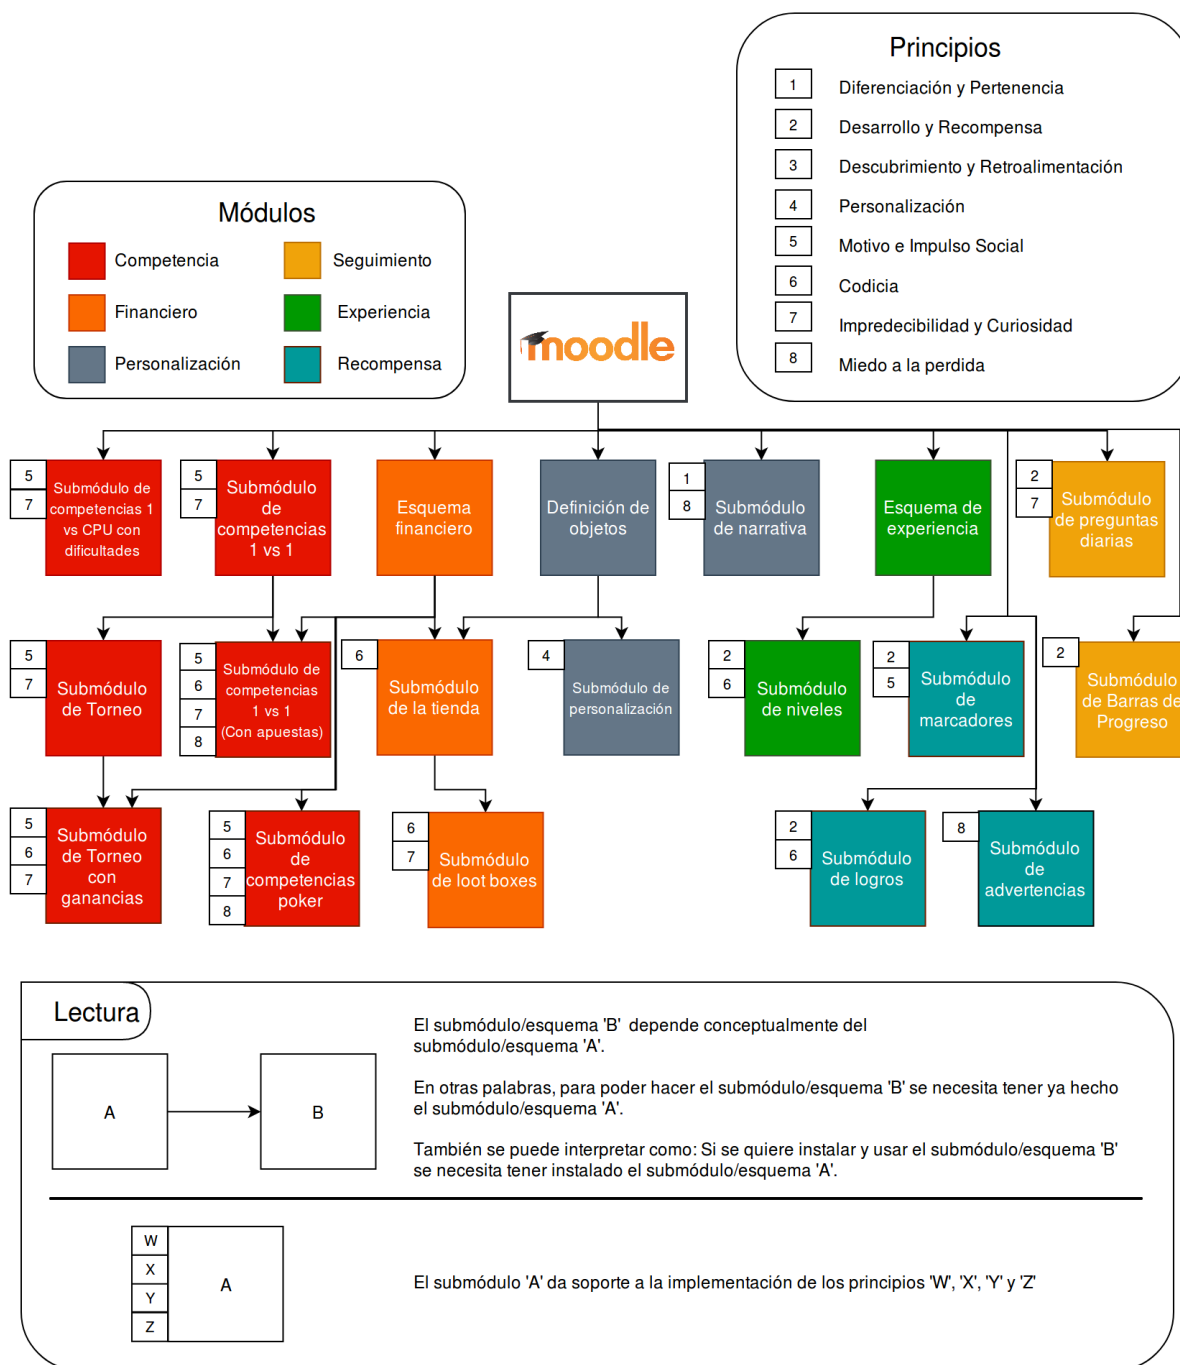 Principios
1 Diferenciación y Pertenencia
2 Desarrollo y Recompensa
3 Descubrimiento y Retroalimentación
4 Personalización
5 Motivo e Impulso Social
6 Codicia
7 Impredecibilidad y Curiosidad
8 Miedo a la perdida
Módulos
Competencia
Seguimiento
Financiero
Experiencia
Personalización
Recompensa
moodle
5
7
Submódulo de
competencias 1
vs CPU con
dificultades
5
7
Submódulo
de
competencias
1 vs 1
Esquema
financiero
Definición de
objetos
1
8
Submódulo
de narrativa
Esquema de
experiencia
2
7
Submódulo
de preguntas
diarias
5
7
Submódulo
de Torneo
5
6
7
8
Submódulo de
competencias
1 vs 1
(Con apuestas)
6
Submódulo
de la tienda
4
Submódulo de
personalización
2
6
Submódulo
de niveles
2
5
Submódulo
de
marcadores
2
Submódulo
de Barras de
Progreso
5
6
7
Submódulo
de Torneo
con
ganancias
5
6
7
8
Submódulo
de
competencias
poker
6
7
Submódulo
de loot boxes
2
6
Submódulo
de logros
8
Submódulo
de
advertencias
Lectura
A
B
El submódulo/esquema 'B' depende conceptualmente del
submódulo/esquema 'A'.
En otras palabras, para poder hacer el submódulo/esquema 'B' se necesita tener ya hecho
el submódulo/esquema 'A'.
También se puede interpretar como: Si se quiere instalar y usar el submódulo/esquema 'B'
se necesita tener instalado el submódulo/esquema 'A'.
W
X
Y
Z
A
El submódulo 'A' da soporte a la implementación de los principios 'W', 'X', 'Y' y 'Z'